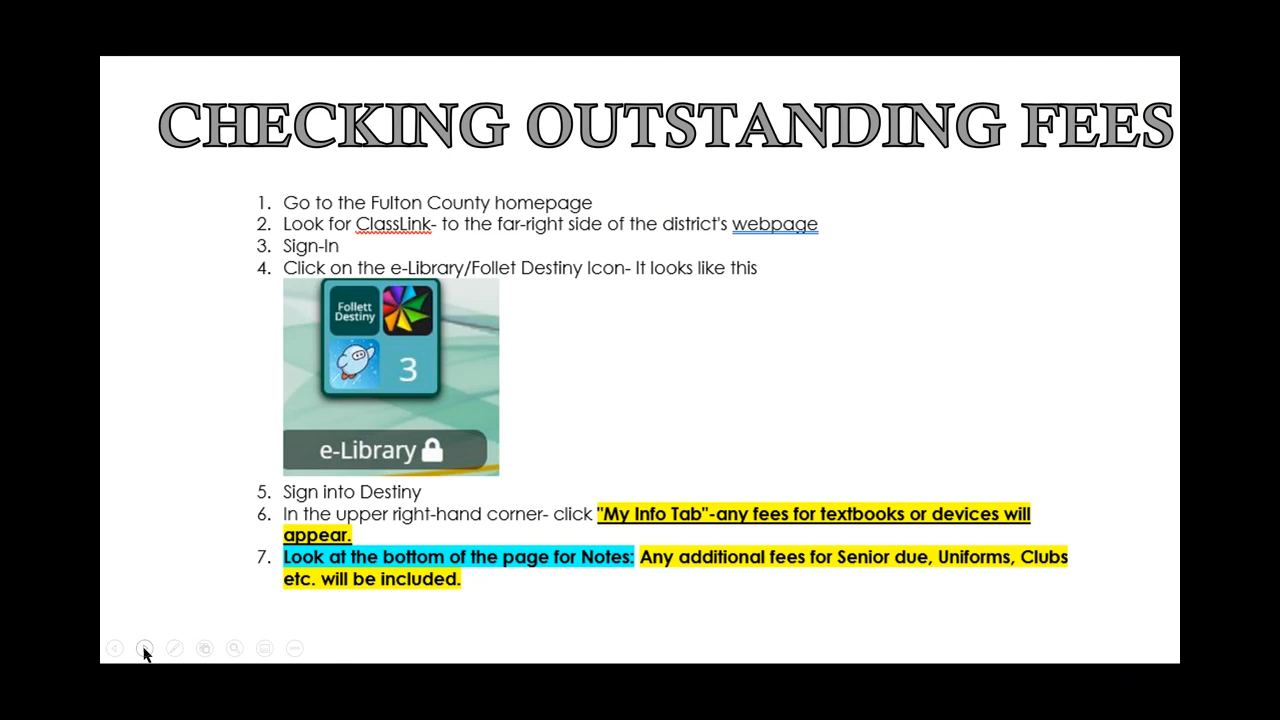 CHECKING OUTSTANDING FEES
1. Go to the Fulton County homepage
2. Look for ClassLink- to the far-right side of the district's webpage
3. Sign-In
4. Click on the e-Library/Follet Destiny Icon- It looks like this
Follett
Destiny
3
e-Library
5. Sign into Destiny
6. In the upper right-hand corner- click "My Info Tab"-any fees for textbooks or devices will
appear.
7. Look at the bottom of the page for Notes: Any additional fees for Senior due, Uniforms, Clubs
etc. will be included.